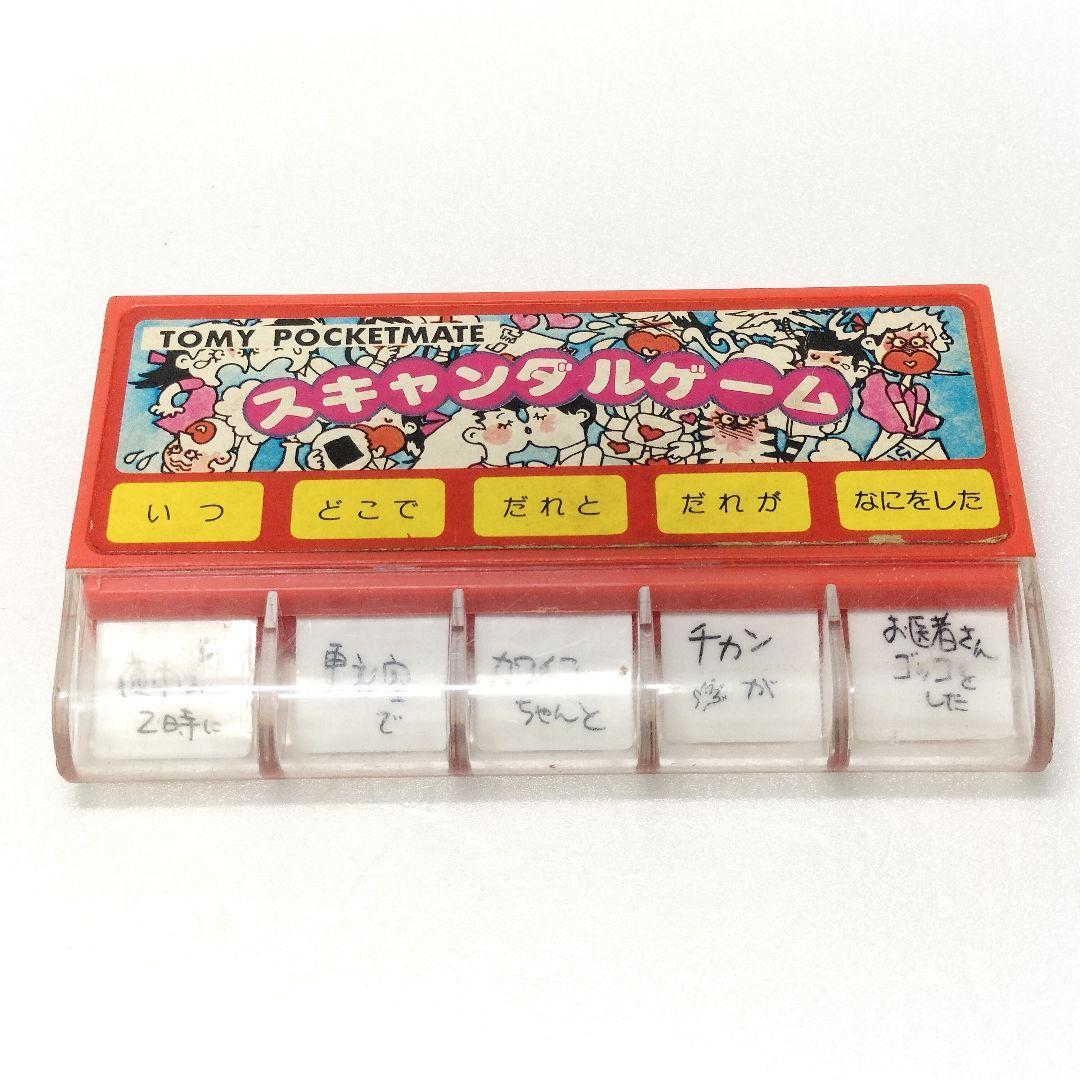 TOMY POCKETMATE
スキャンダルゲーム
いつ
どこで
だれと
だれが
なにをした
2時に
で
カワイコ
ちゃんと
チカン
が
お医者さん
ゴッコを
した